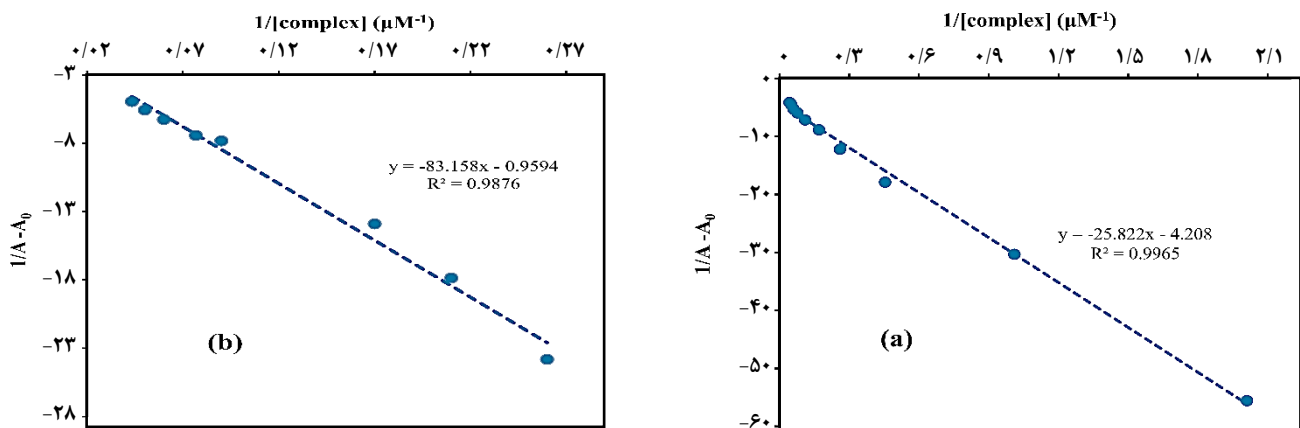 1/[complex] (µM⁻¹)
۰/۰۲ ۰/۰۷ ۰/۱۲ ۰/۱۷ ۰/۲۲ ۰/۲۷
−۳
−۸
−۱۳
−۱۸
−۲۳
−۲۸
1/A -A₀
y = -83.158x - 0.9594
R² = 0.9876
(b)
1/[complex] (µM⁻¹)
۰ ۰/۳ ۰/۶ ۰/۹ ۱/۲ ۱/۵ ۱/۸ ۲/۱
۰
−۱۰
−۲۰
−۳۰
−۴۰
−۵۰
−۶۰
1/A -A₀
y = -25.822x - 4.208
R² = 0.9965
(a)